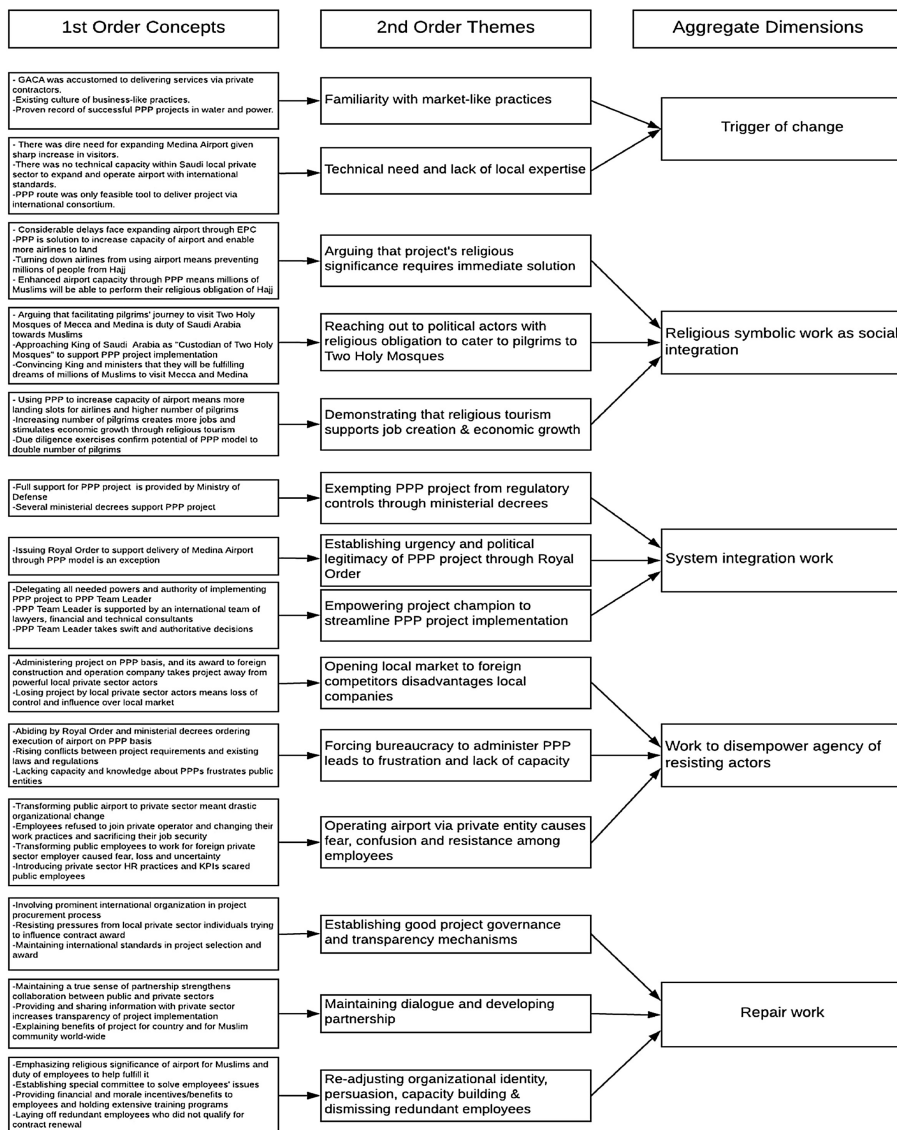 1st Order Concepts
2nd Order Themes
Aggregate Dimensions
- GACA was accustomed to delivering services via private
contractors.
-Existing culture of business-like practices.
-Proven record of successful PPP projects in water and power.
Familiarity with market-like practices
Trigger of change
- There was dire need for expanding Medina Airport given
sharp increase in visitors.
-There was no technical capacity within Saudi local private
sector to expand and operate airport with international
standards.
-PPP route was only feasible tool to deliver project via
international consortium.
Technical need and lack of local expertise
- Considerable delays face expanding airport through EPC
-PPP is solution to increase capacity of airport and enable
more airlines to land
-Turning down airlines from using airport means preventing
millions of people from Hajj
- Enhanced airport capacity through PPP means millions of
Muslims will be able to perform their religious obligation of Hajj
Arguing that project's religious
significance requires immediate solution
- Arguing that facilitating pilgrims' journey to visit Two Holy
Mosques of Mecca and Medina is duty of Saudi Arabia
towards Muslims
-Approaching King of Saudi Arabia as "Custodian of Two Holy
Mosques" to support PPP project implementation
-Convincing King and ministers that they will be fulfilling
dreams of millions of Muslims to visit Mecca and Medina
Reaching out to political actors with
religious obligation to cater to pilgrims to
Two Holy Mosques
Religious symbolic work as social
integration
- Using PPP to increase capacity of airport means more
landing slots for airlines and higher number of pilgrims
-Increasing number of pilgrims creates more jobs and
stimulates economic growth through religious tourism
-Due diligence exercises confirm potential of PPP model to
double number of pilgrims
Demonstrating that religious tourism
supports job creation & economic growth
-Full support for PPP project is provided by Ministry of
Defense
-Several ministerial decrees support PPP project
Exempting PPP project from regulatory
controls through ministerial decrees
-Issuing Royal Order to support delivery of Medina Airport
through PPP model is an exception
Establishing urgency and political
legitimacy of PPP project through Royal
Order
System integration work
-Delegating all needed powers and authority of implementing
PPP project to PPP Team Leader
-PPP Team Leader is supported by an international team of
lawyers, financial and technical consultants
-PPP Team Leader takes swift and authoritative decisions
Empowering project champion to
streamline PPP project implementation
-Administering project on PPP basis, and its award to foreign
construction and operation company takes project away from
powerful local private sector actors
-Losing project by local private sector actors means loss of
control and influence over local market
Opening local market to foreign
competitors disadvantages local
companies
-Abiding by Royal Order and ministerial decrees ordering
execution of airport on PPP basis
-Rising conflicts between project requirements and existing
laws and regulations
-Lacking capacity and knowledge about PPPs frustrates public
entities
Forcing bureaucracy to administer PPP
leads to frustration and lack of capacity
Work to disempower agency of
resisting actors
-Transforming public airport to private sector meant drastic
organizational change
-Employees refused to join private operator and changing their
work practices and sacrificing their job security
-Transforming public employees to work for foreign private
sector employer caused fear, loss and uncertainty
-Introducing private sector HR practices and KPIs scared
public employees
Operating airport via private entity causes
fear, confusion and resistance among
employees
-Involving prominent international organization in project
procurement process
-Resisting pressures from local private sector individuals trying
to influence contract award
-Maintaining international standards in project selection and
award
Establishing good project governance
and transparency mechanisms
-Maintaining a true sense of partnership strengthens
collaboration between public and private sectors
-Providing and sharing information with private sector
increases transparency of project implementation
-Explaining benefits of project for country and for Muslim
community world-wide
Maintaining dialogue and developing
partnership
Repair work
-Emphasizing religious significance of airport for Muslims and
duty of employees to help fulfill it
-Establishing special committee to solve employees' issues
-Providing financial and morale incentives/benefits to
employees and holding extensive training programs
-Laying off redundant employees who did not qualify for
contract renewal
Re-adjusting organizational identity,
persuasion, capacity building &
dismissing redundant employees